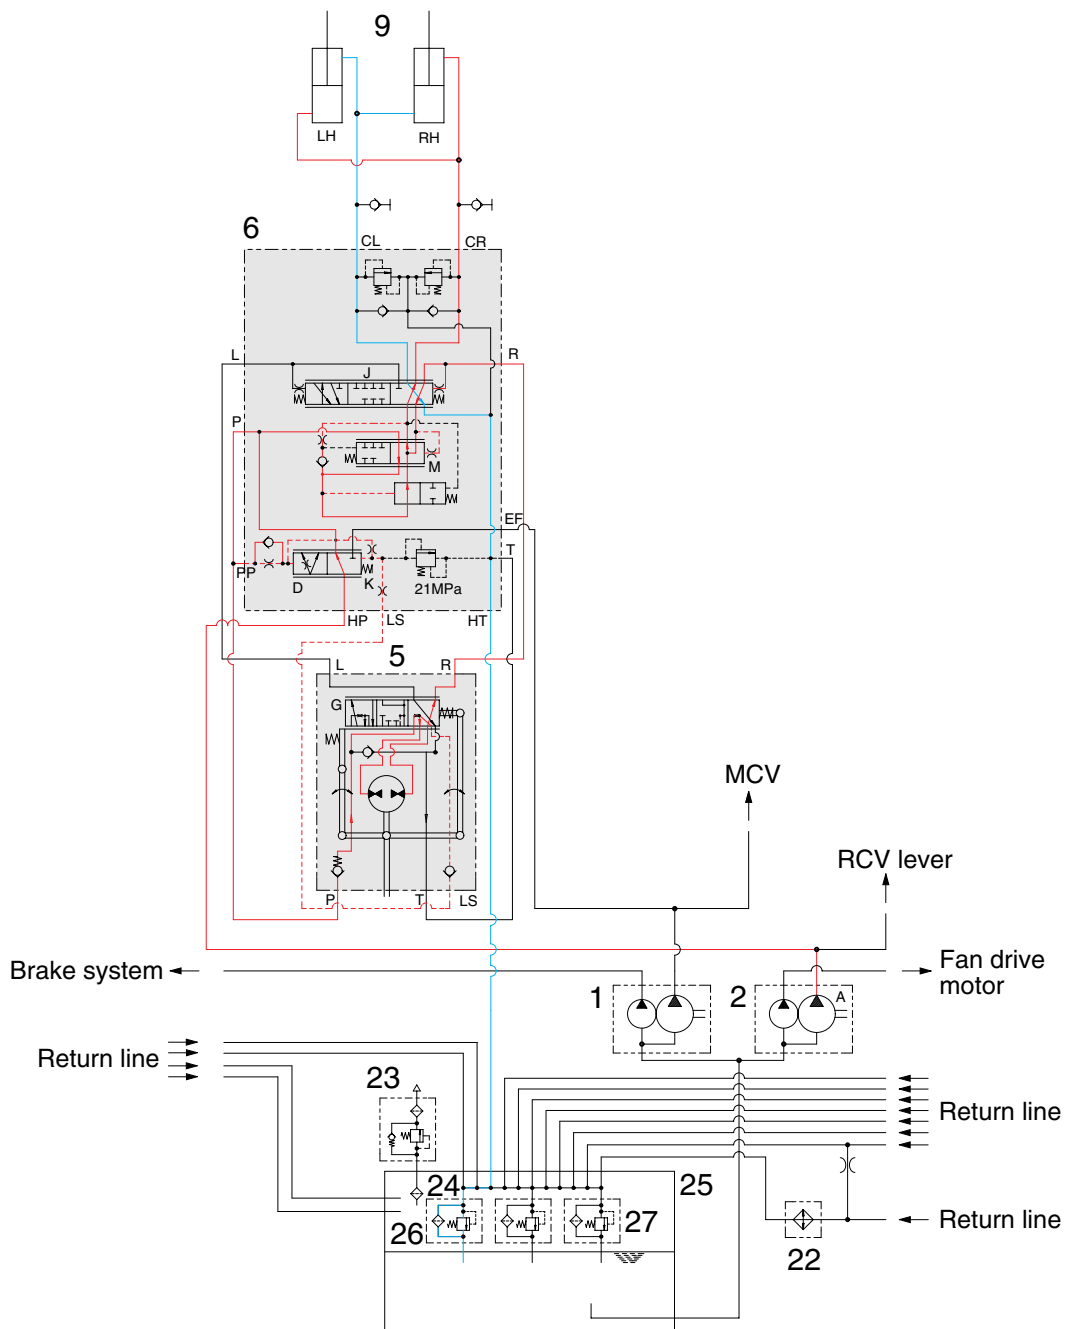 9
LH
RH
6
CL
CR
L
R
J
P
M
EF
T
PP
D
K
21MPa
HP
LS
HT
5
L
R
G
P
T
LS
MCV
RCV lever
Brake system
Fan drive
motor
1
2
A
Return line
23
Return line
24
25
26
27
Return line
22